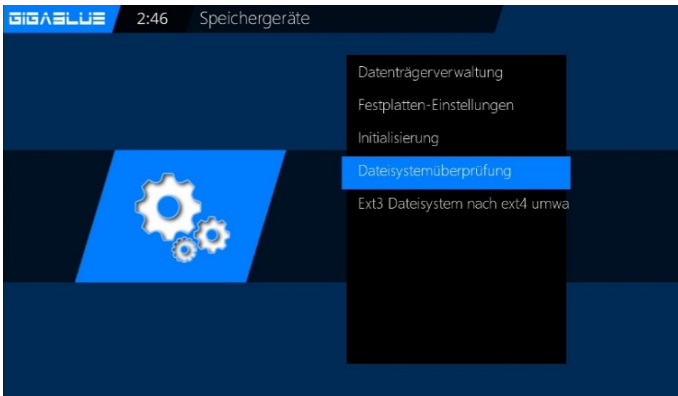 GIGABLUE 2:46 Speichergeräte
Datenträgerverwaltung
Festplatten-Einstellungen
Initialisierung
Dateisystemüberprüfung
Ext3 Dateisystem nach ext4 umwa